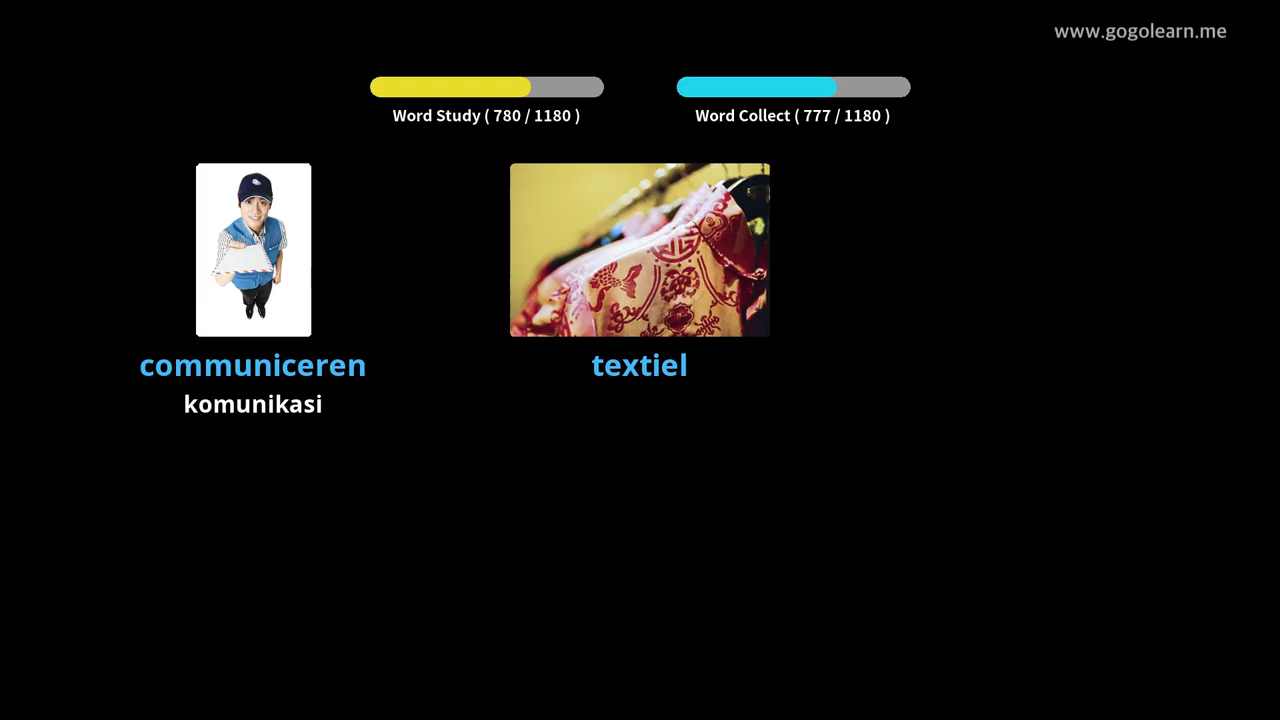 www.gogolearn.me
Word Study ( 780 / 1180 )
Word Collect ( 777 / 1180 )
communiceren
komunikasi
textiel